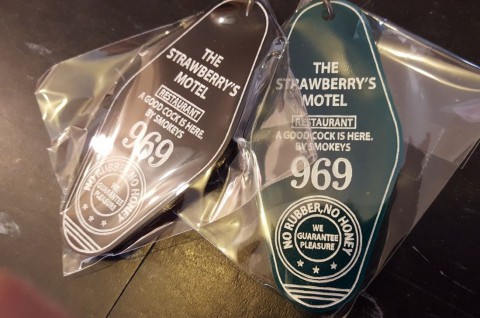 THE
STRAWBERRY'S
MOTEL
RESTAURANT
A GOOD COCK IS HERE.
BY SMOKEYS
969
NO RUBBER, NO HONEY
WE
GUARANTEE
PLEASURE
THE
STRAWBERRY'S
MOTEL
RESTAURANT
A GOOD COCK IS HERE.
BY SMOKEYS
969
NO RUBBER, NO HONEY
WE
GUARANTEE
PLEASURE